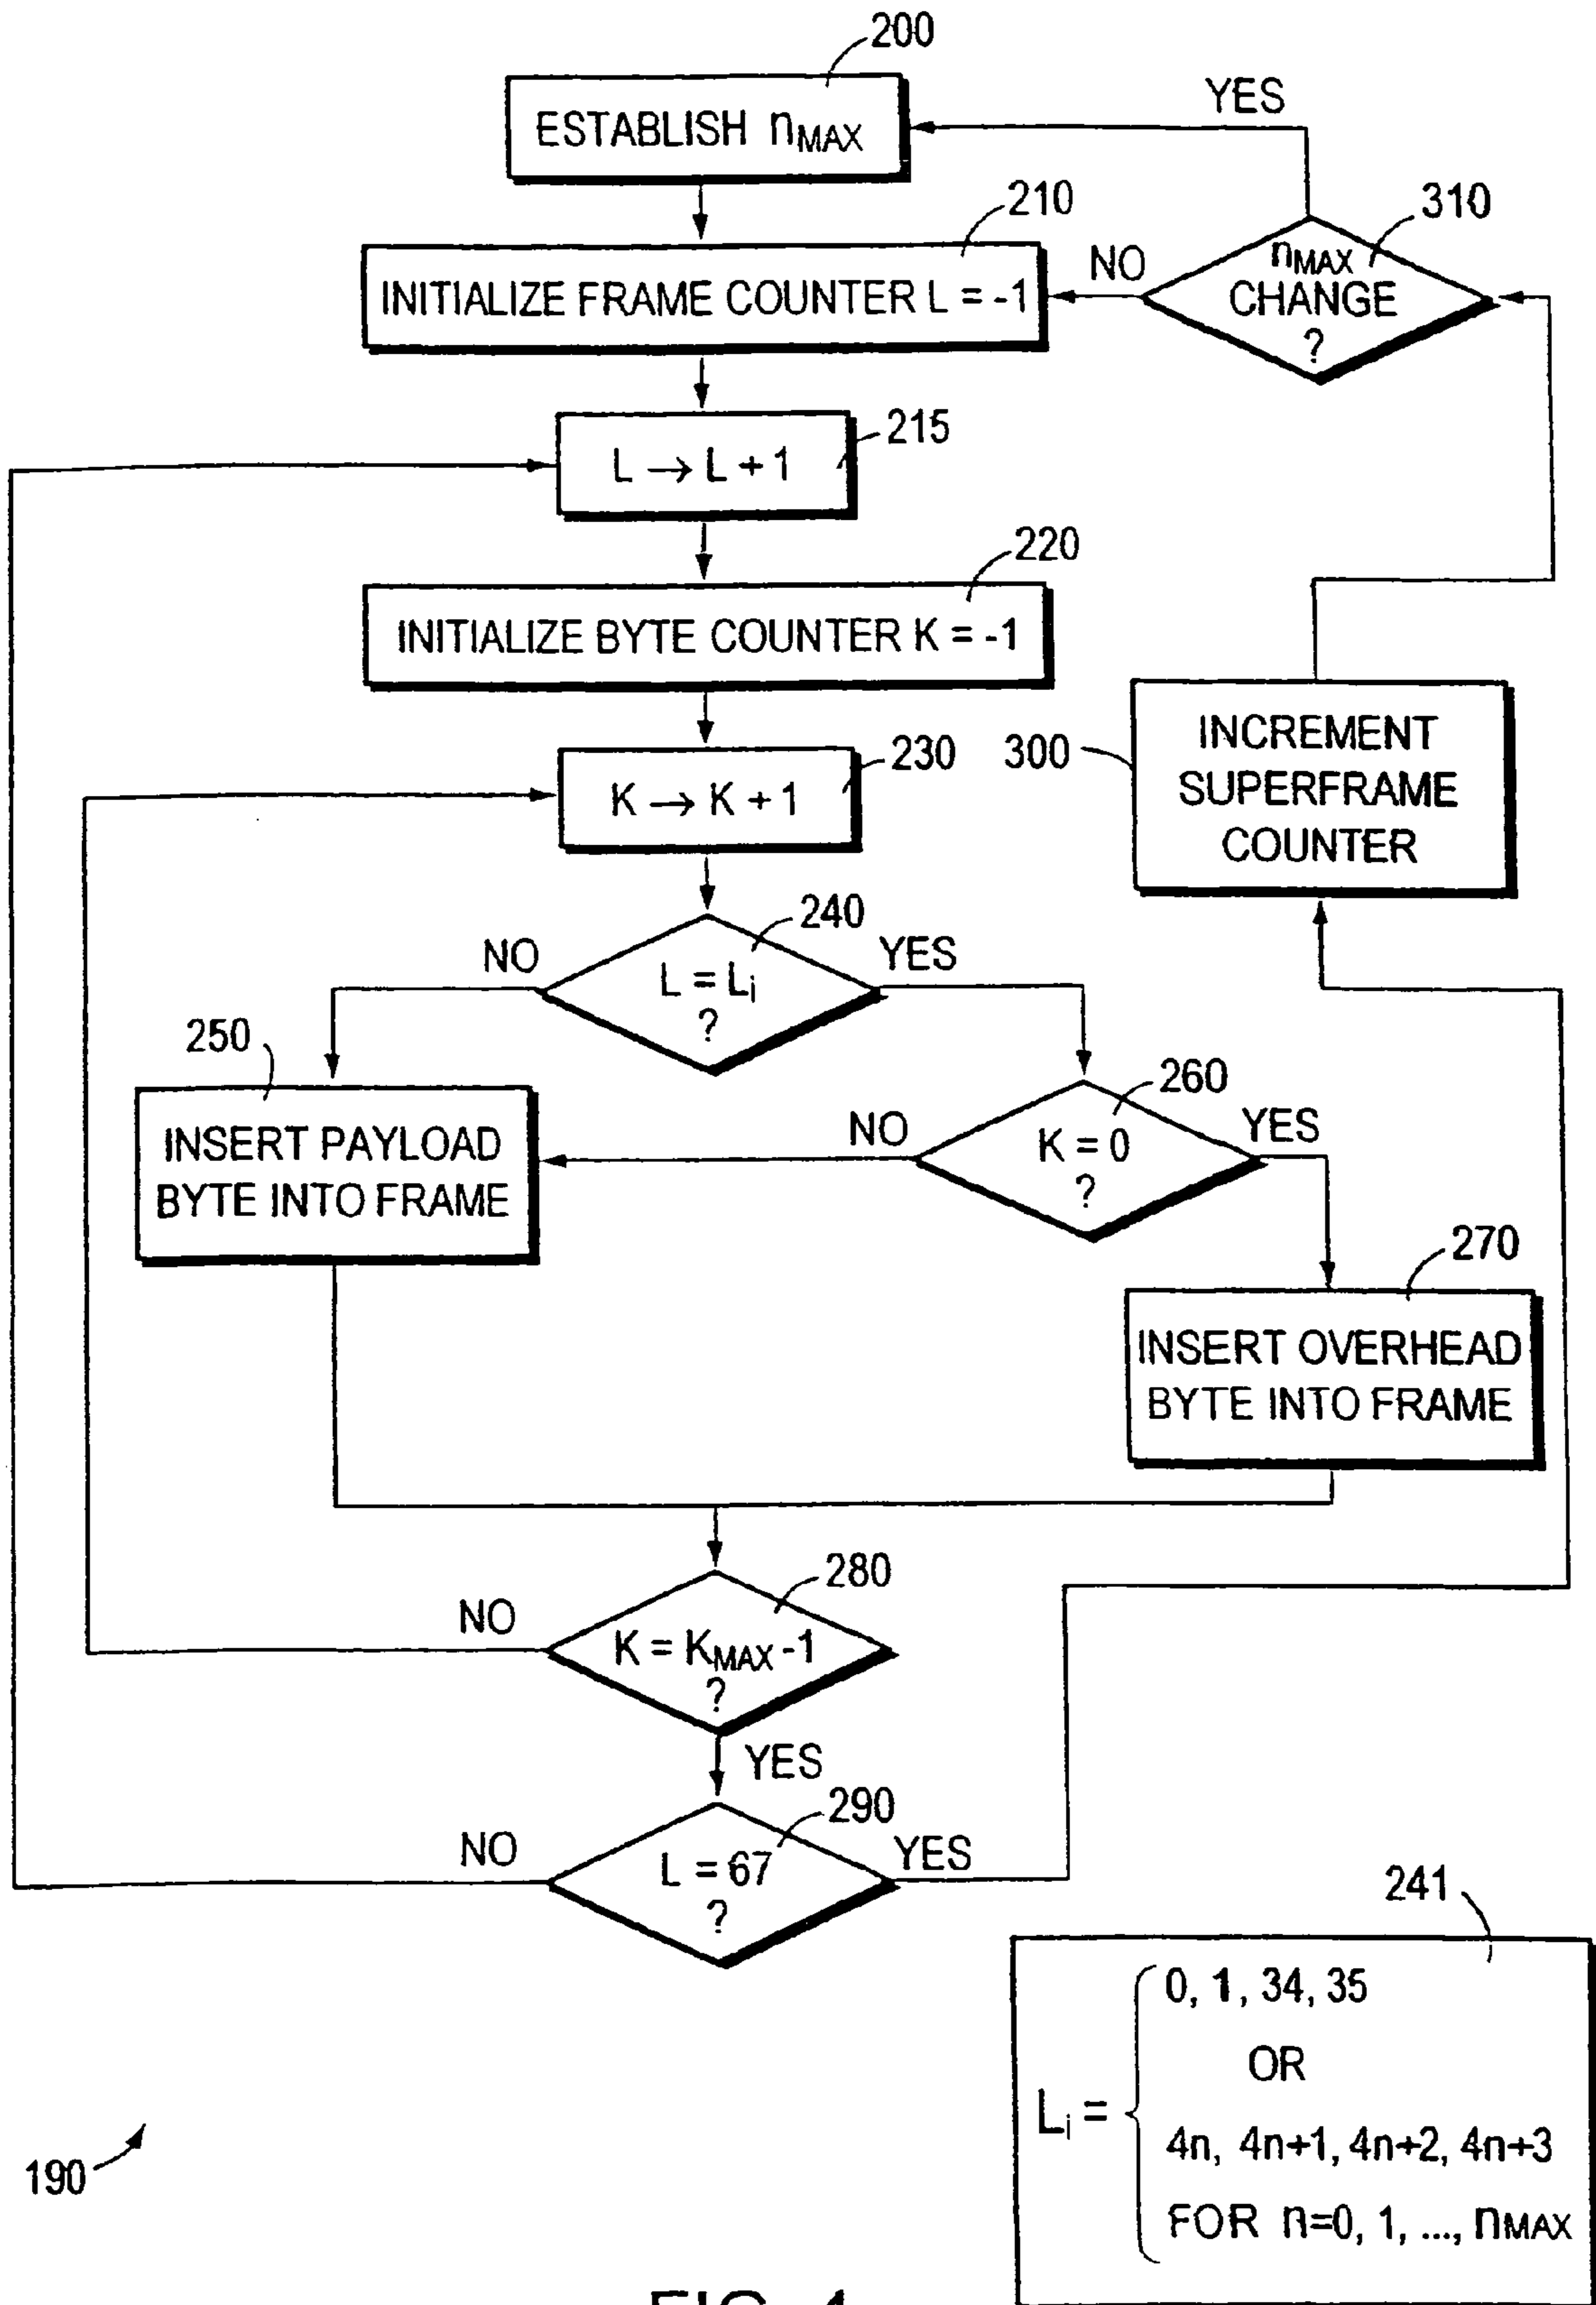 200
ESTABLISH nMAX
YES
210
INITIALIZE FRAME COUNTER L = -1
NO
310
nMAX
CHANGE
?
215
L → L + 1
220
INITIALIZE BYTE COUNTER K = -1
230
K → K + 1
300
INCREMENT
SUPERFRAME
COUNTER
240
NO
L = Li
?
YES
250
INSERT PAYLOAD
BYTE INTO FRAME
260
NO
K = 0
?
YES
270
INSERT OVERHEAD
BYTE INTO FRAME
280
NO
K = KMAX -1
?
YES
290
NO
L = 67
?
YES
241
Li =
0, 1, 34, 35
OR
4n, 4n+1, 4n+2, 4n+3
FOR n=0, 1, ..., nMAX
190